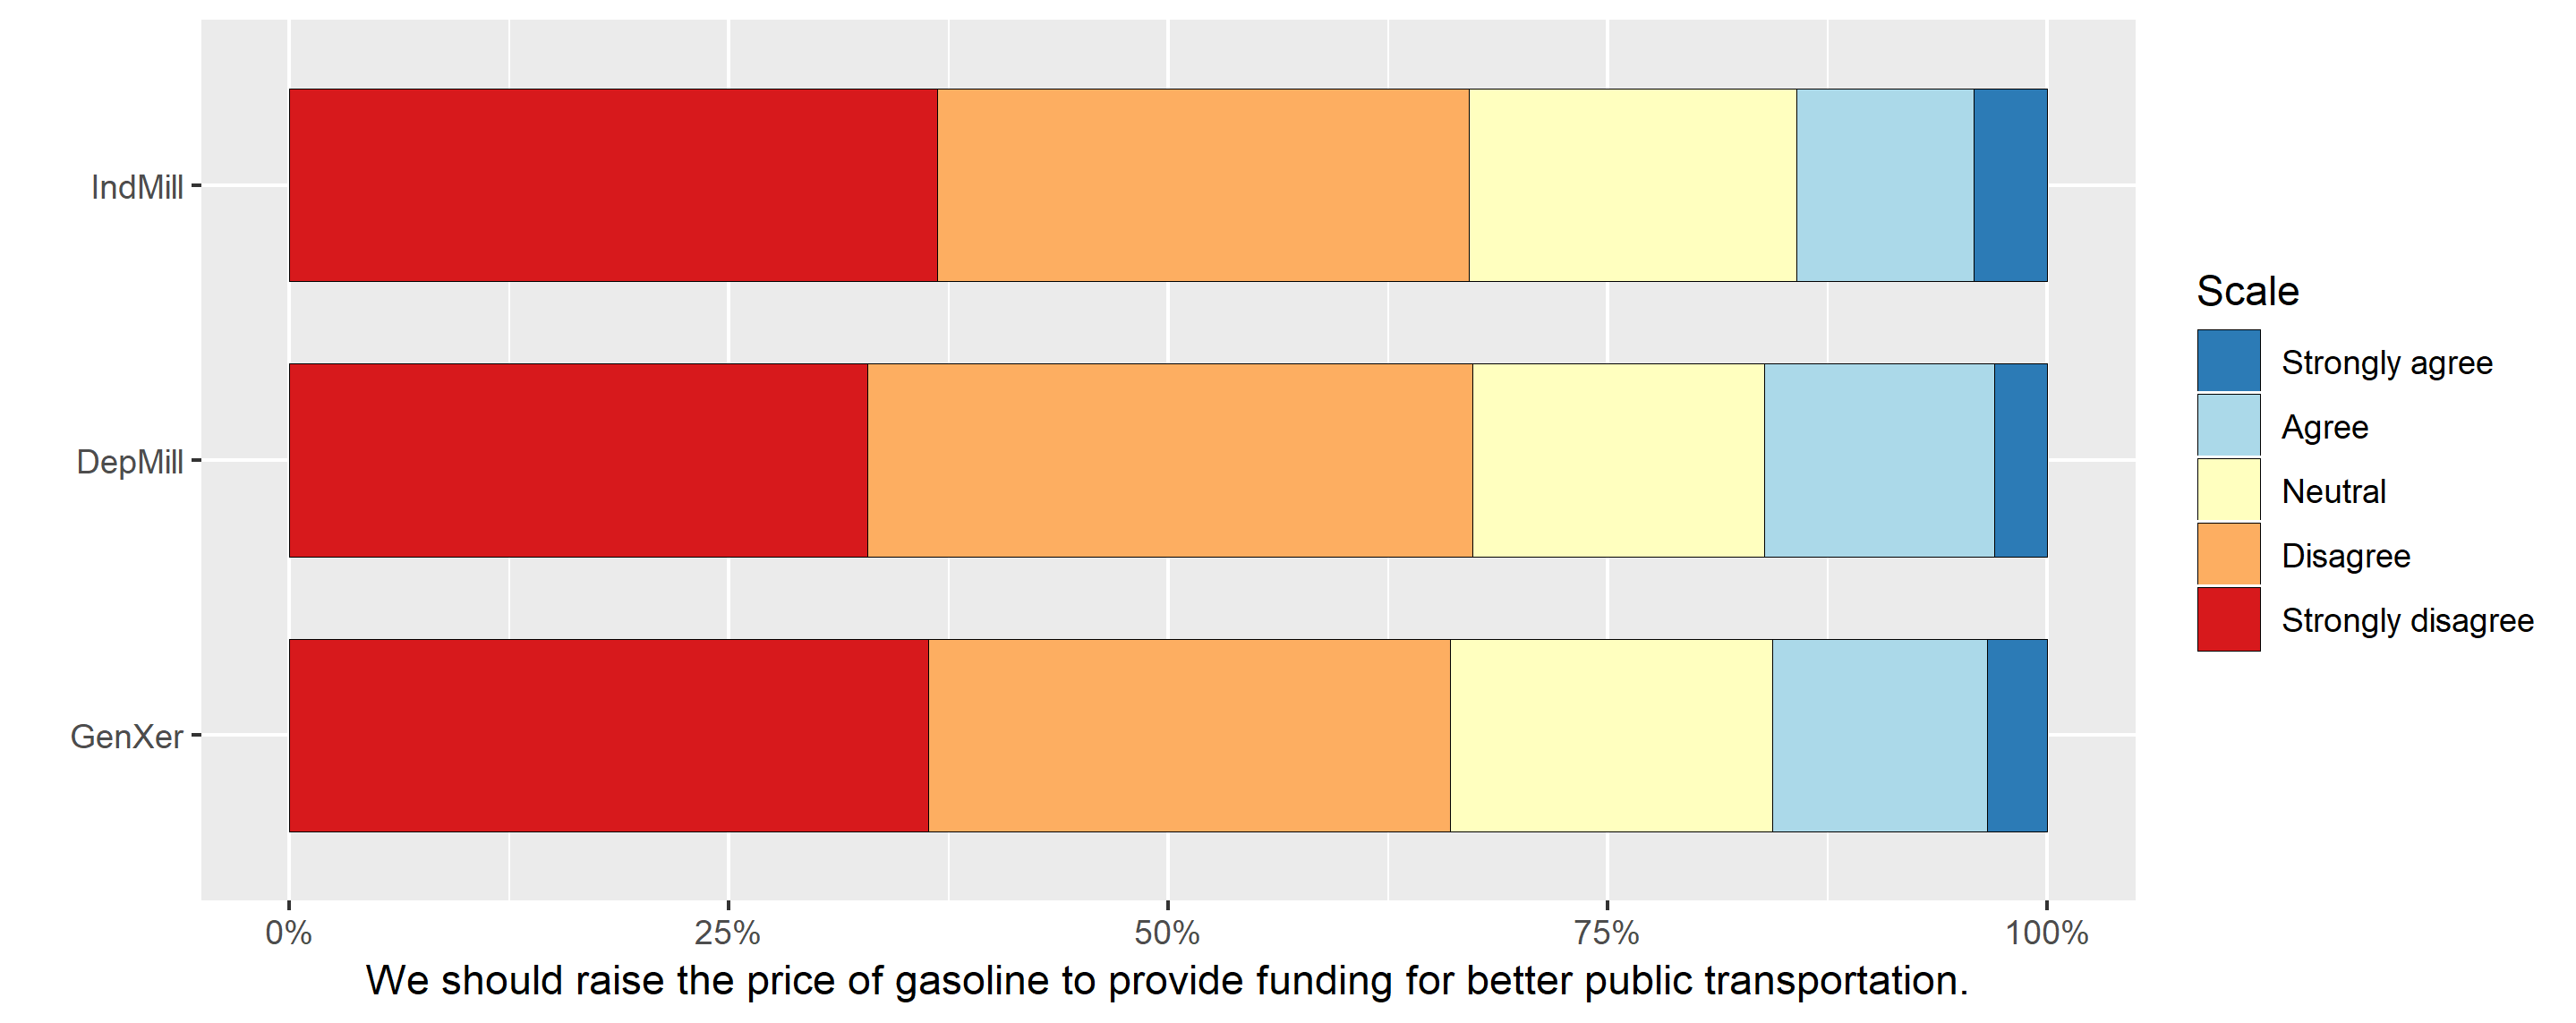 IndMill
DepMill
GenXer
0% 25% 50% 75% 100%
We should raise the price of gasoline to provide funding for better public transportation.
Scale
Strongly agree
Agree
Neutral
Disagree
Strongly disagree